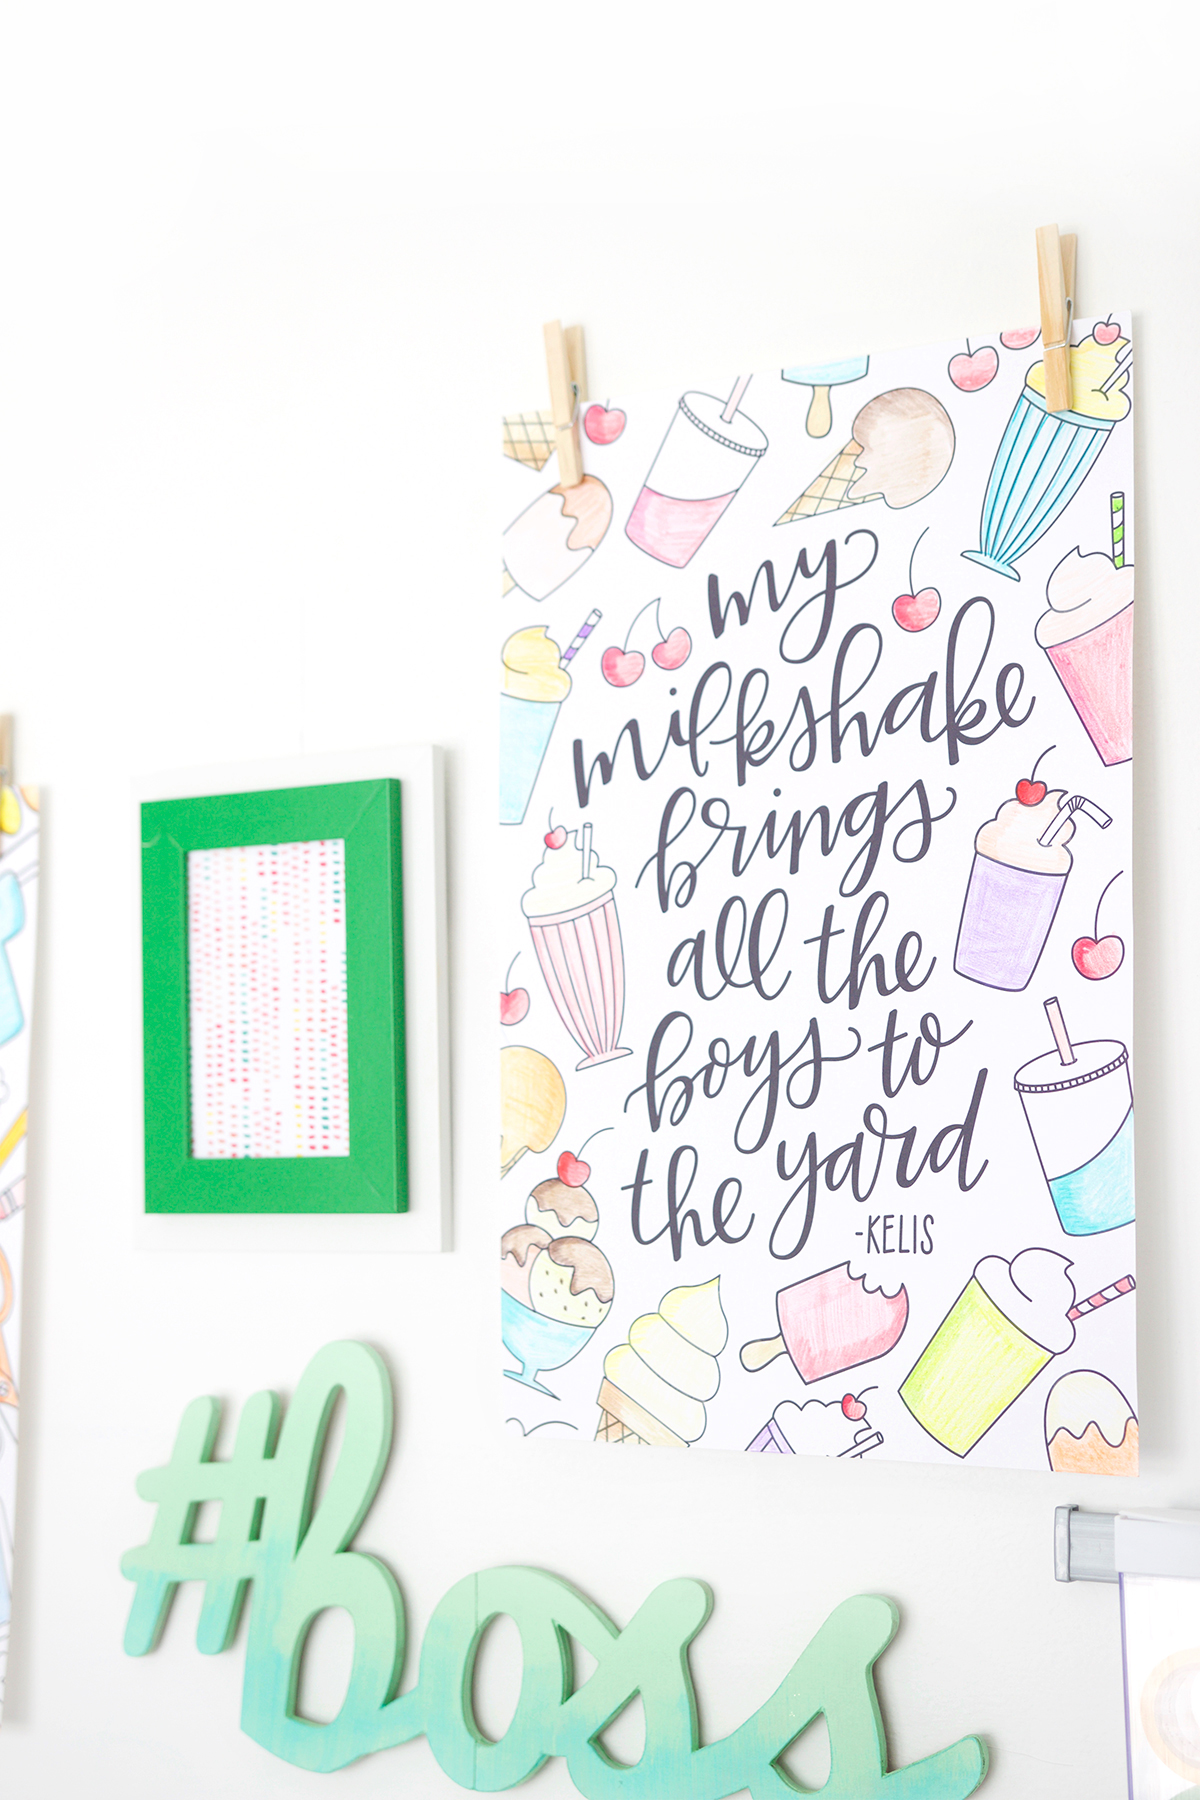 my
milkshake
brings
all the
boys to
the yard
-KELIS
#boss